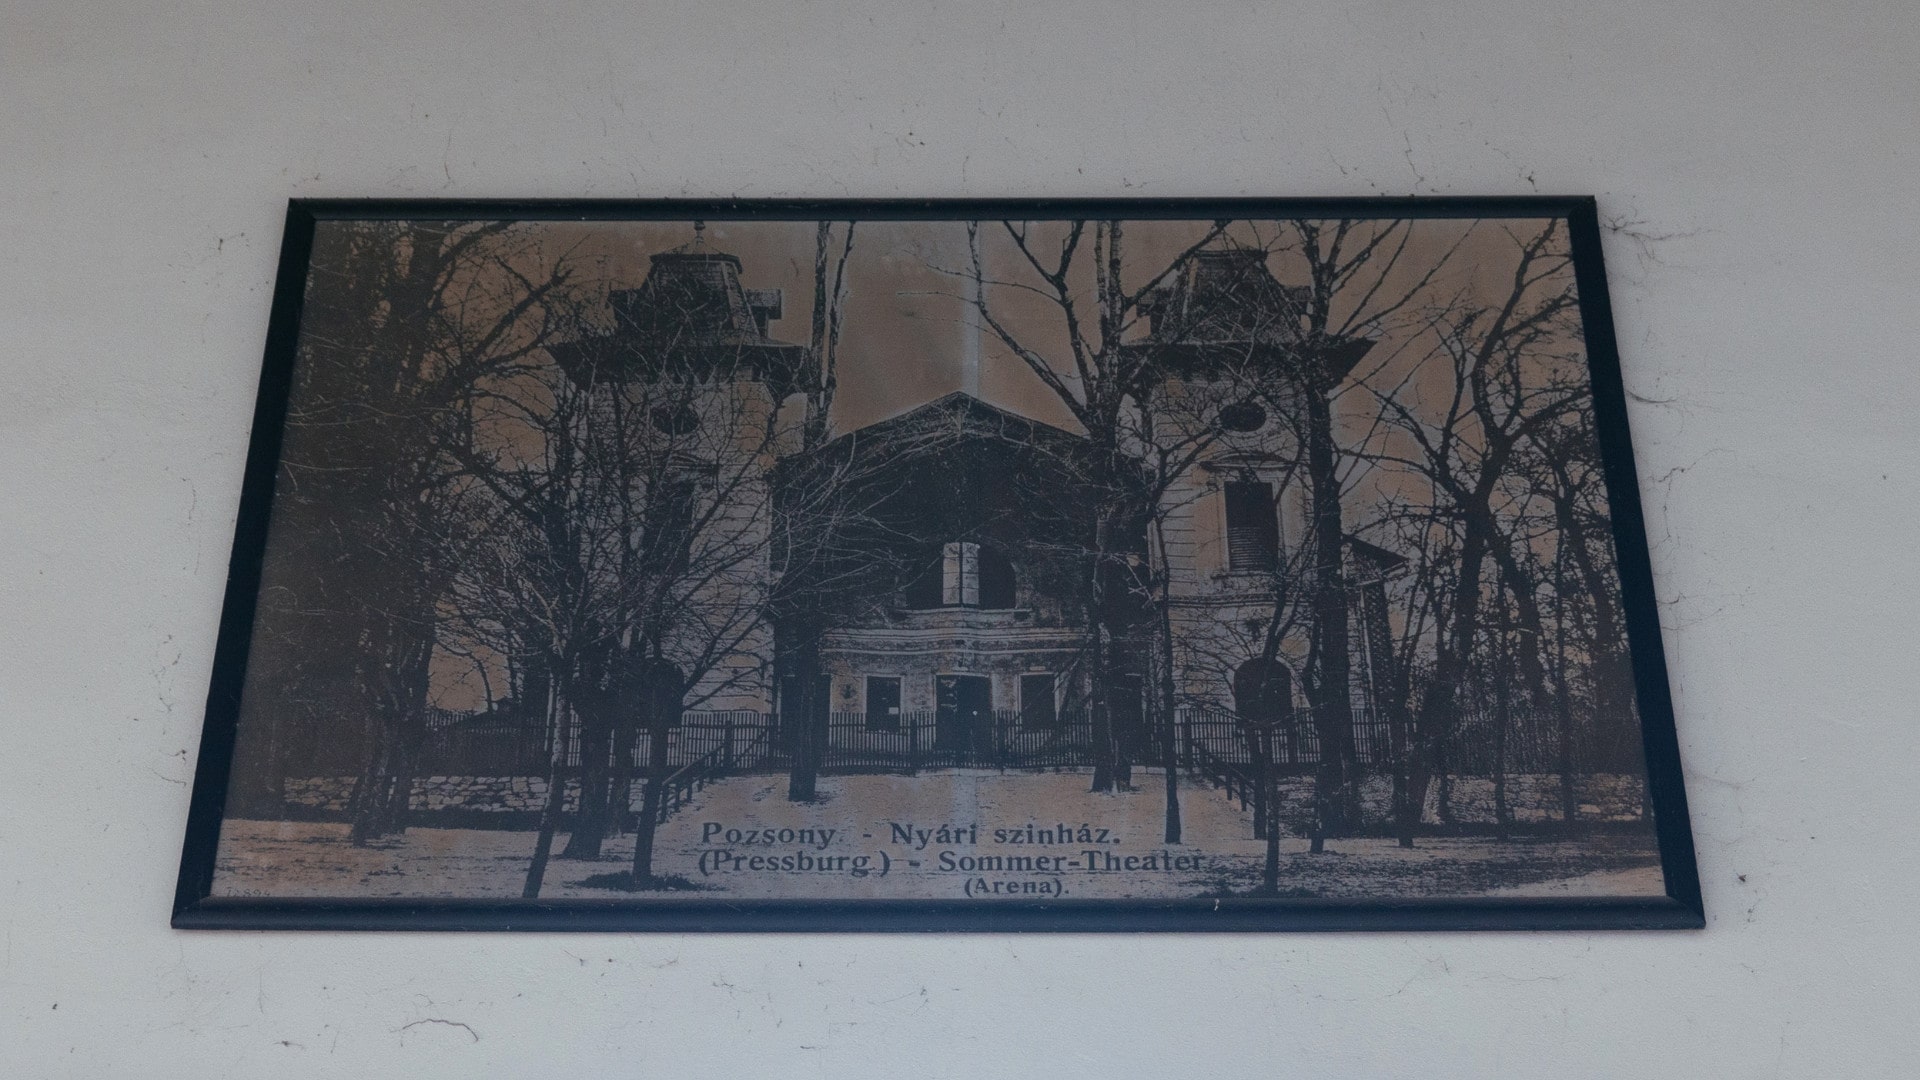 Pozsony. - Nyári szinház.
(Pressburg.) - Sommer-Theater
(Arena).